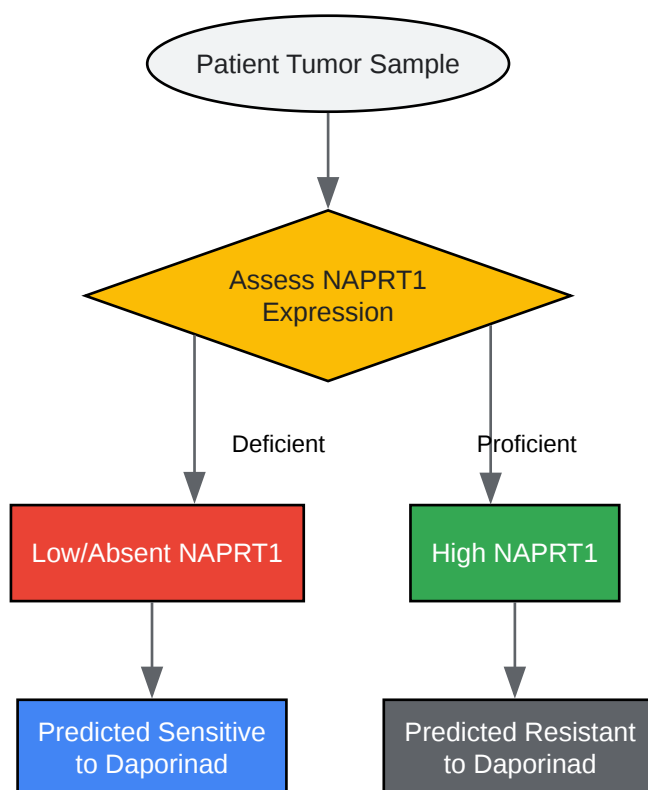 Patient Tumor Sample
Assess NAPRT1
Expression
Deficient
Proficient
Low/Absent NAPRT1
High NAPRT1
Predicted Sensitive
to Daporinad
Predicted Resistant
to Daporinad